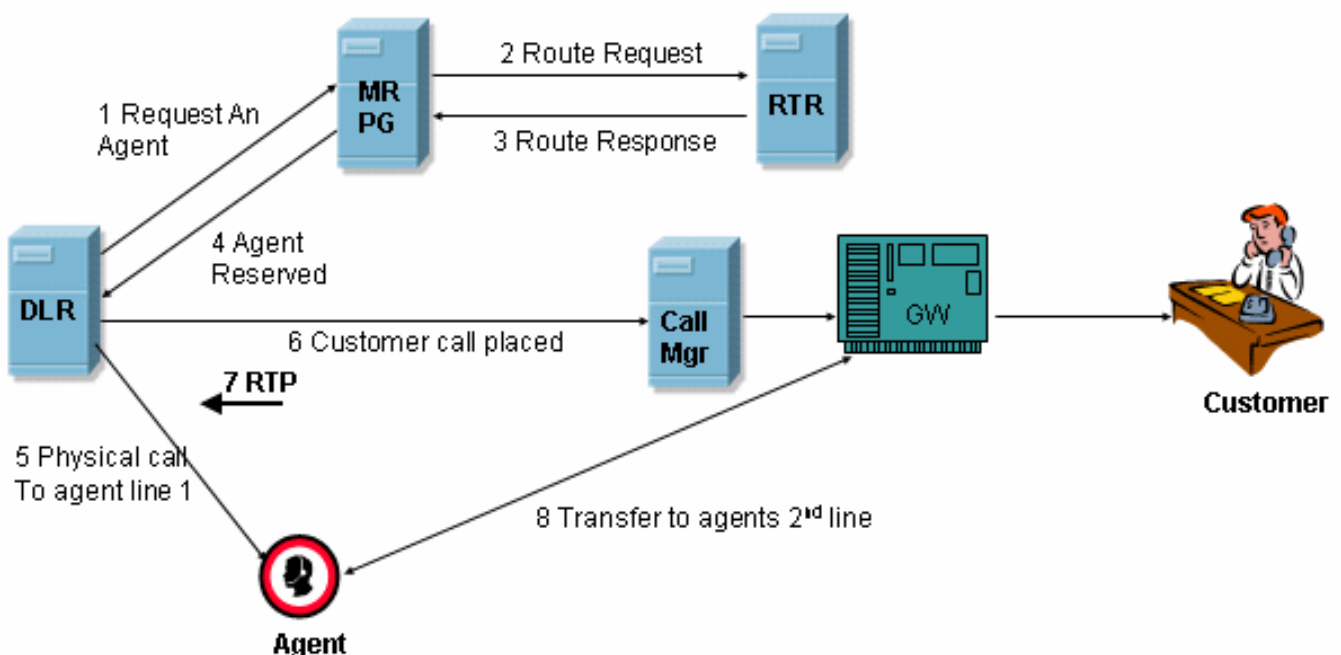 2 Route Request
MR
PG
RTR
1 Request An
Agent
3 Route Response
4 Agent
Reserved
DLR
Call
Mgr
GW
6 Customer call placed
7 RTP
Customer
5 Physical call
To agent line 1
8 Transfer to agents 2nd line
Agent